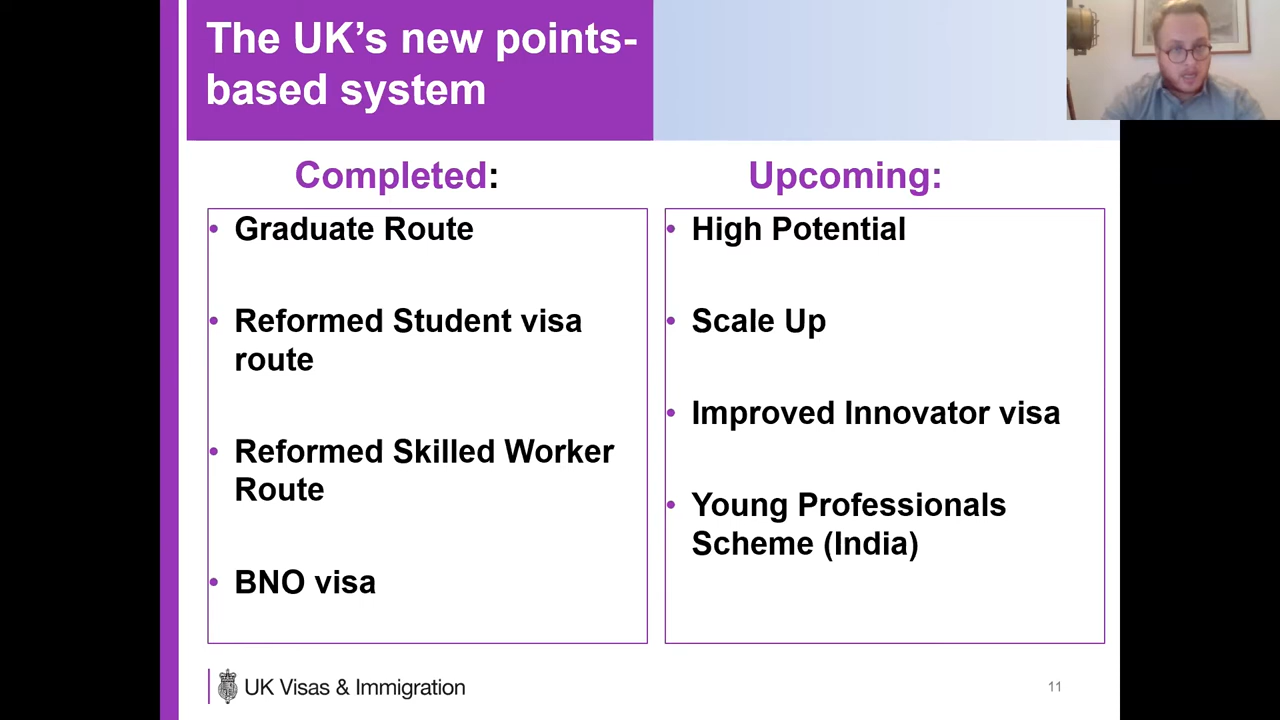 The UK’s new points-
based system
Completed:
• Graduate Route
• Reformed Student visa
route
• Reformed Skilled Worker
Route
• BNO visa
Upcoming:
• High Potential
• Scale Up
• Improved Innovator visa
• Young Professionals
Scheme (India)
UK Visas & Immigration
11